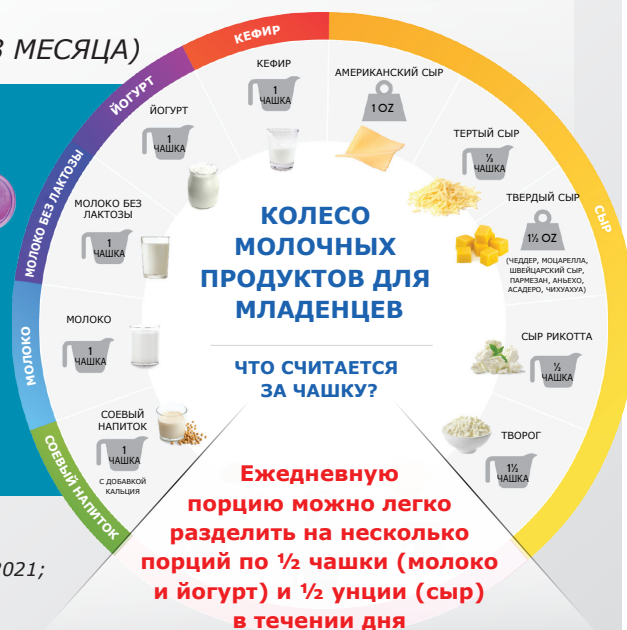 3 МЕСЯЦА)
КЕФИР
ЙОГУРТ
МОЛОКО БЕЗ ЛАКТОЗЫ
МОЛОКО
СОЕВЫЙ НАПИТОК
СЫР
КЕФИР
1
ЧАШКА
АМЕРИКАНСКИЙ СЫР
1 OZ
ЙОГУРТ
1
ЧАШКА
ТЕРТЫЙ СЫР
⅓
ЧАШКА
МОЛОКО БЕЗ
ЛАКТОЗЫ
1
ЧАШКА
ТВЕРДЫЙ СЫР
1½ OZ
(ЧЕДДЕР, МОЦАРЕЛЛА,
ШВЕЙЦАРСКИЙ СЫР,
ПАРМЕЗАН, АНЬЕХО,
АСАДЕРО, ЧИХУАХУА)
МОЛОКО
1
ЧАШКА
СЫР РИКОТТА
½
ЧАШКА
СОЕВЫЙ
НАПИТОК
1
ЧАШКА
С ДОБАВКОЙ
КАЛЬЦИЯ
ТВОРОГ
1½
ЧАШКА
КОЛЕСО
МОЛОЧНЫХ
ПРОДУКТОВ ДЛЯ
МЛАДЕНЦЕВ
ЧТО СЧИТАЕТСЯ
ЗА ЧАШКУ?
Ежедневную
порцию можно легко
разделить на несколько
порций по ½ чашки (молоко
и йогурт) и ½ унции (сыр)
в течении дня
2021;